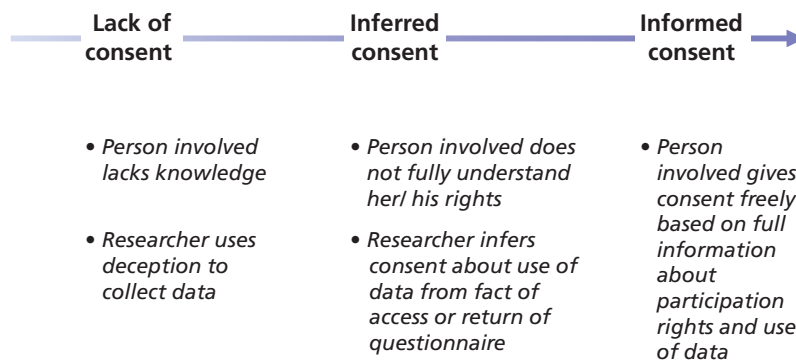 Lack of
consent
Inferred
consent
Informed
consent
• Person involved
lacks knowledge
• Researcher uses
deception to
collect data
• Person involved does
not fully understand
her/ his rights
• Researcher infers
consent about use of
data from fact of
access or return of
questionnaire
• Person
involved gives
consent freely
based on full
information
about
participation
rights and use
of data